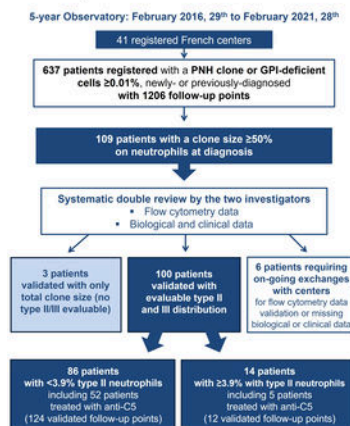 5-year Observatory: February 2016, 29th to February 2021, 28th
41 registered French centers
637 patients registered with a PNH clone or GPI-deficient
cells ≥0.01%, newly- or previously-diagnosed
with 1206 follow-up points
109 patients with a clone size ≥50%
on neutrophils at diagnosis
Systematic double review by the two investigators
▪ Flow cytometry data
▪ Biological and clinical data
3 patients
validated with only
total clone size (no
type II/III evaluable)
100 patients
validated with
evaluable type II
and III distribution
6 patients requiring
on-going exchanges
with centers
for flow cytometry data
validation or missing
biological or clinical data
86 patients
with <3.9% type II neutrophils
including 52 patients
treated with anti-C5
(124 validated follow-up points)
14 patients
with ≥3.9% with type II neutrophils
including 5 patients
treated with anti-C5
(12 validated follow-up points)